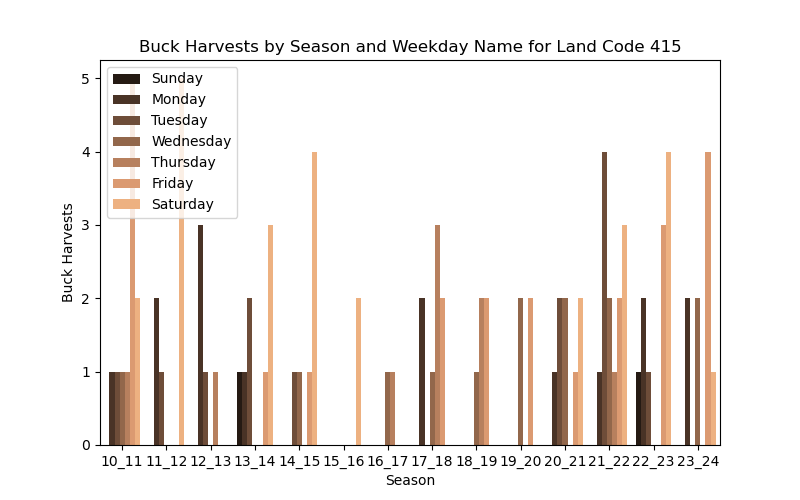 Buck Harvests by Season and Weekday Name for Land Code 415
Buck Harvests
5
4
3
2
1
0
Sunday
Monday
Tuesday
Wednesday
Thursday
Friday
Saturday
10_11 11_12 12_13 13_14 14_15 15_16 16_17 17_18 18_19 19_20 20_21 21_22 22_23 23_24
Season